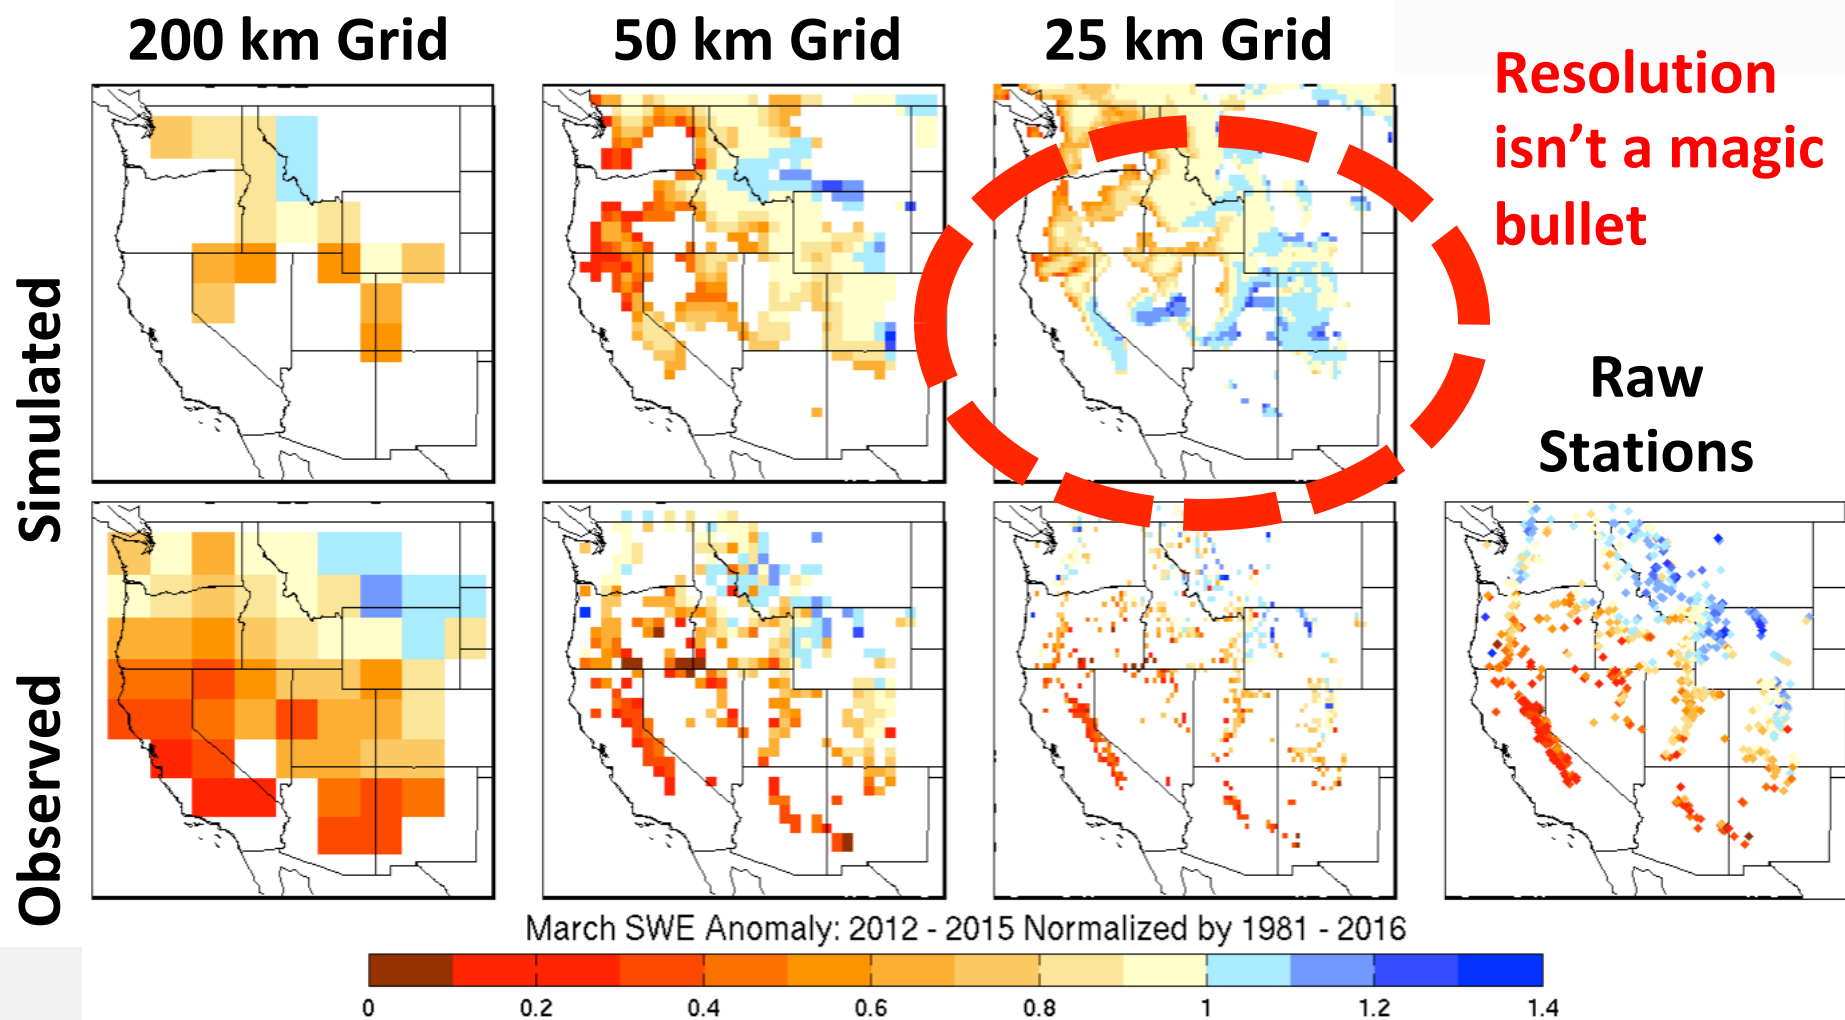 200 km Grid
50 km Grid
25 km Grid
Resolution
isn’t a magic
bullet
Simulated
Raw
Stations
Observed
March SWE Anomaly: 2012 - 2015 Normalized by 1981 - 2016
0 0.2 0.4 0.6 0.8 1 1.2 1.4